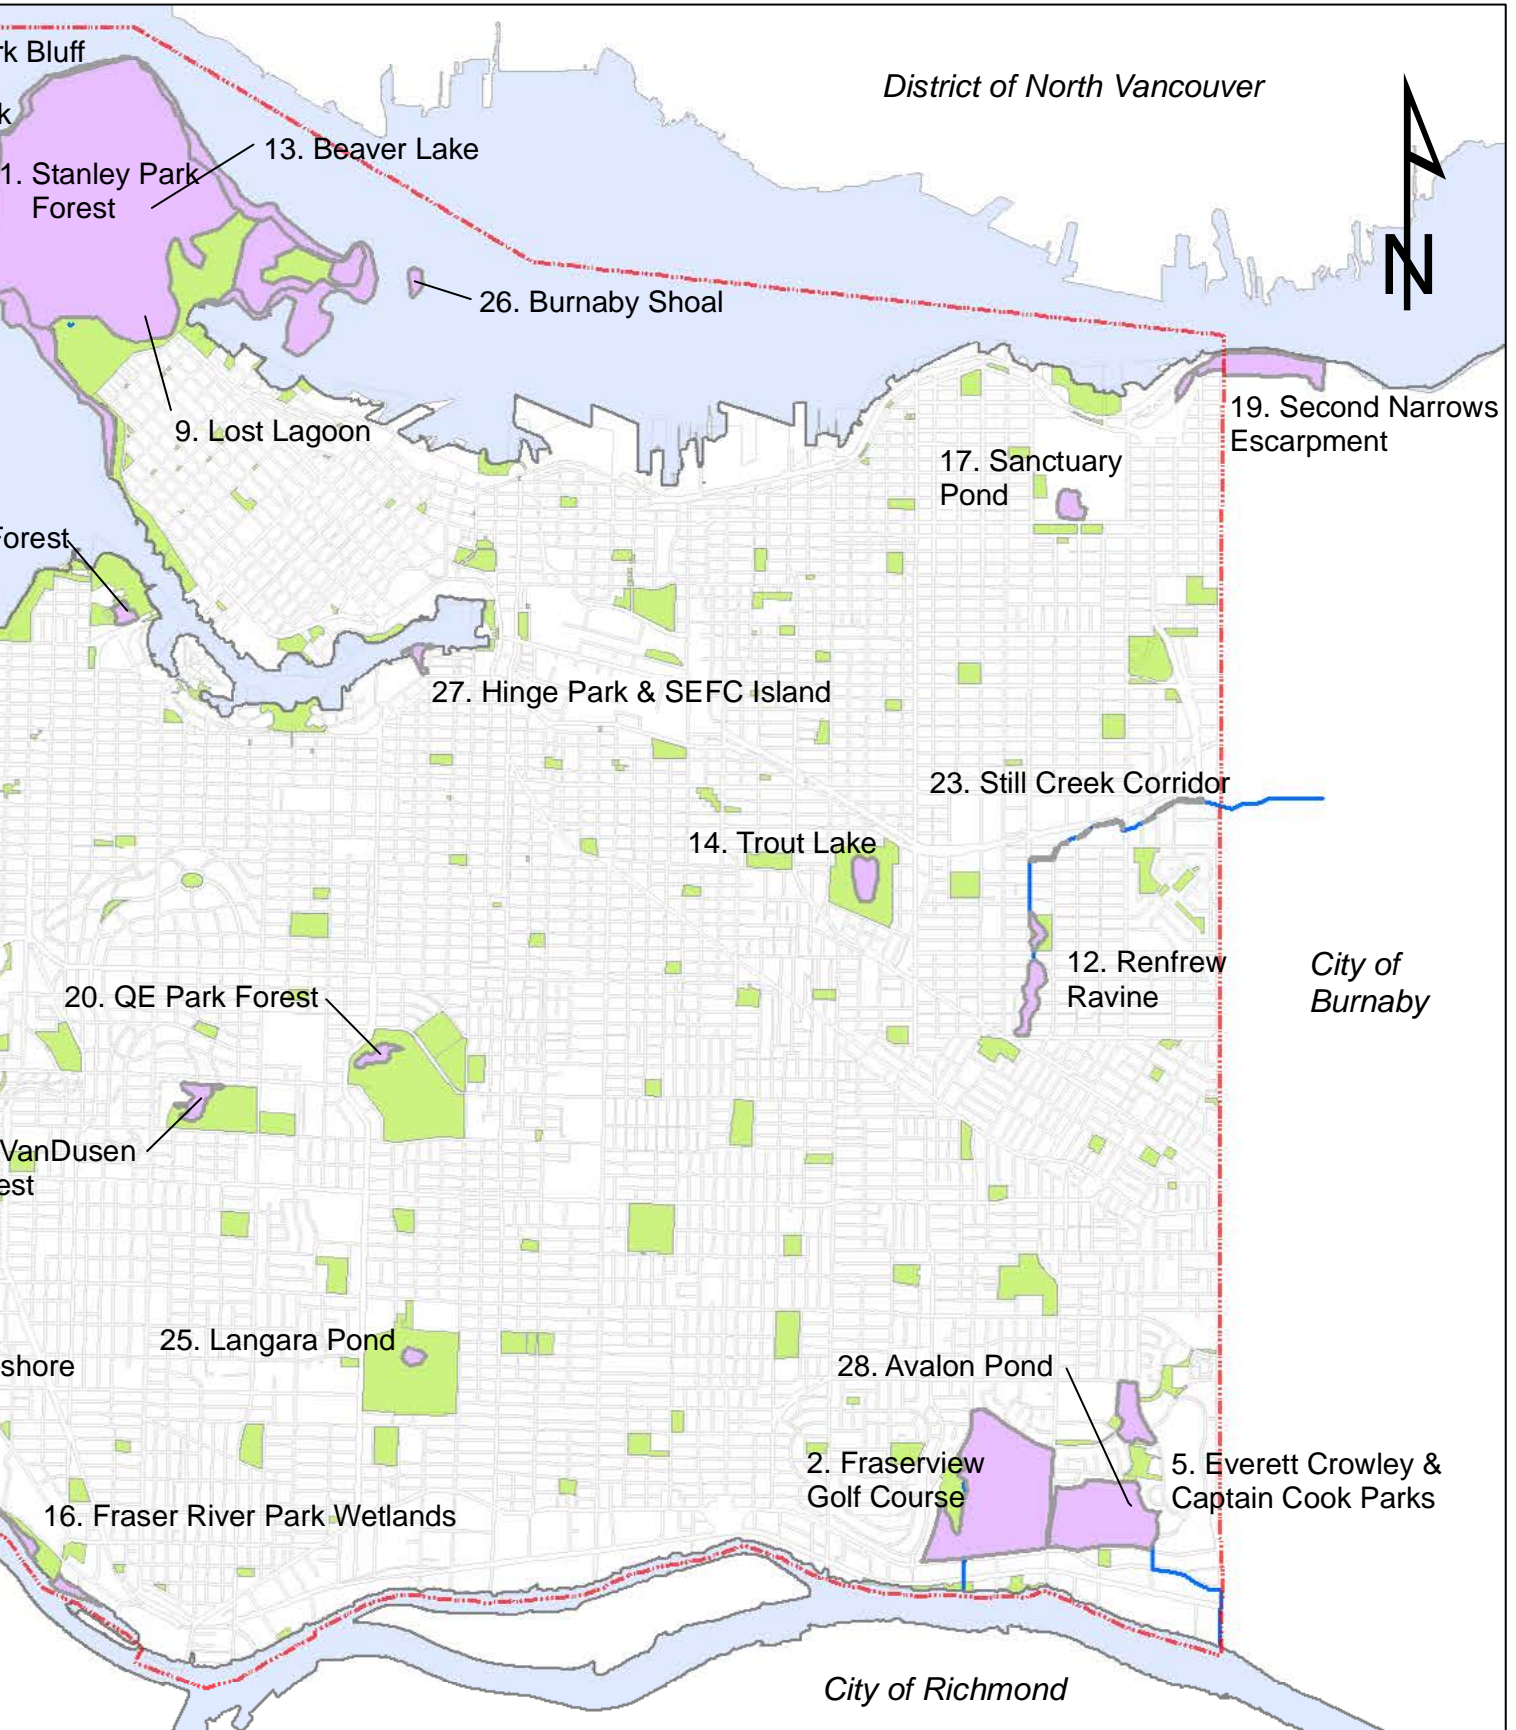 rk Bluff
District of North Vancouver
k
13. Beaver Lake
1. Stanley Park
Forest
N
26. Burnaby Shoal
19. Second Narrows
Escarpment
9. Lost Lagoon
17. Sanctuary
Pond
Forest
27. Hinge Park & SEFC Island
23. Still Creek Corridor
14. Trout Lake
12. Renfrew
Ravine
City of
Burnaby
20. QE Park Forest
VanDusen
est
25. Langara Pond
shore
28. Avalon Pond
2. Fraserview
Golf Course
5. Everett Crowley &
Captain Cook Parks
16. Fraser River Park Wetlands
City of Richmond